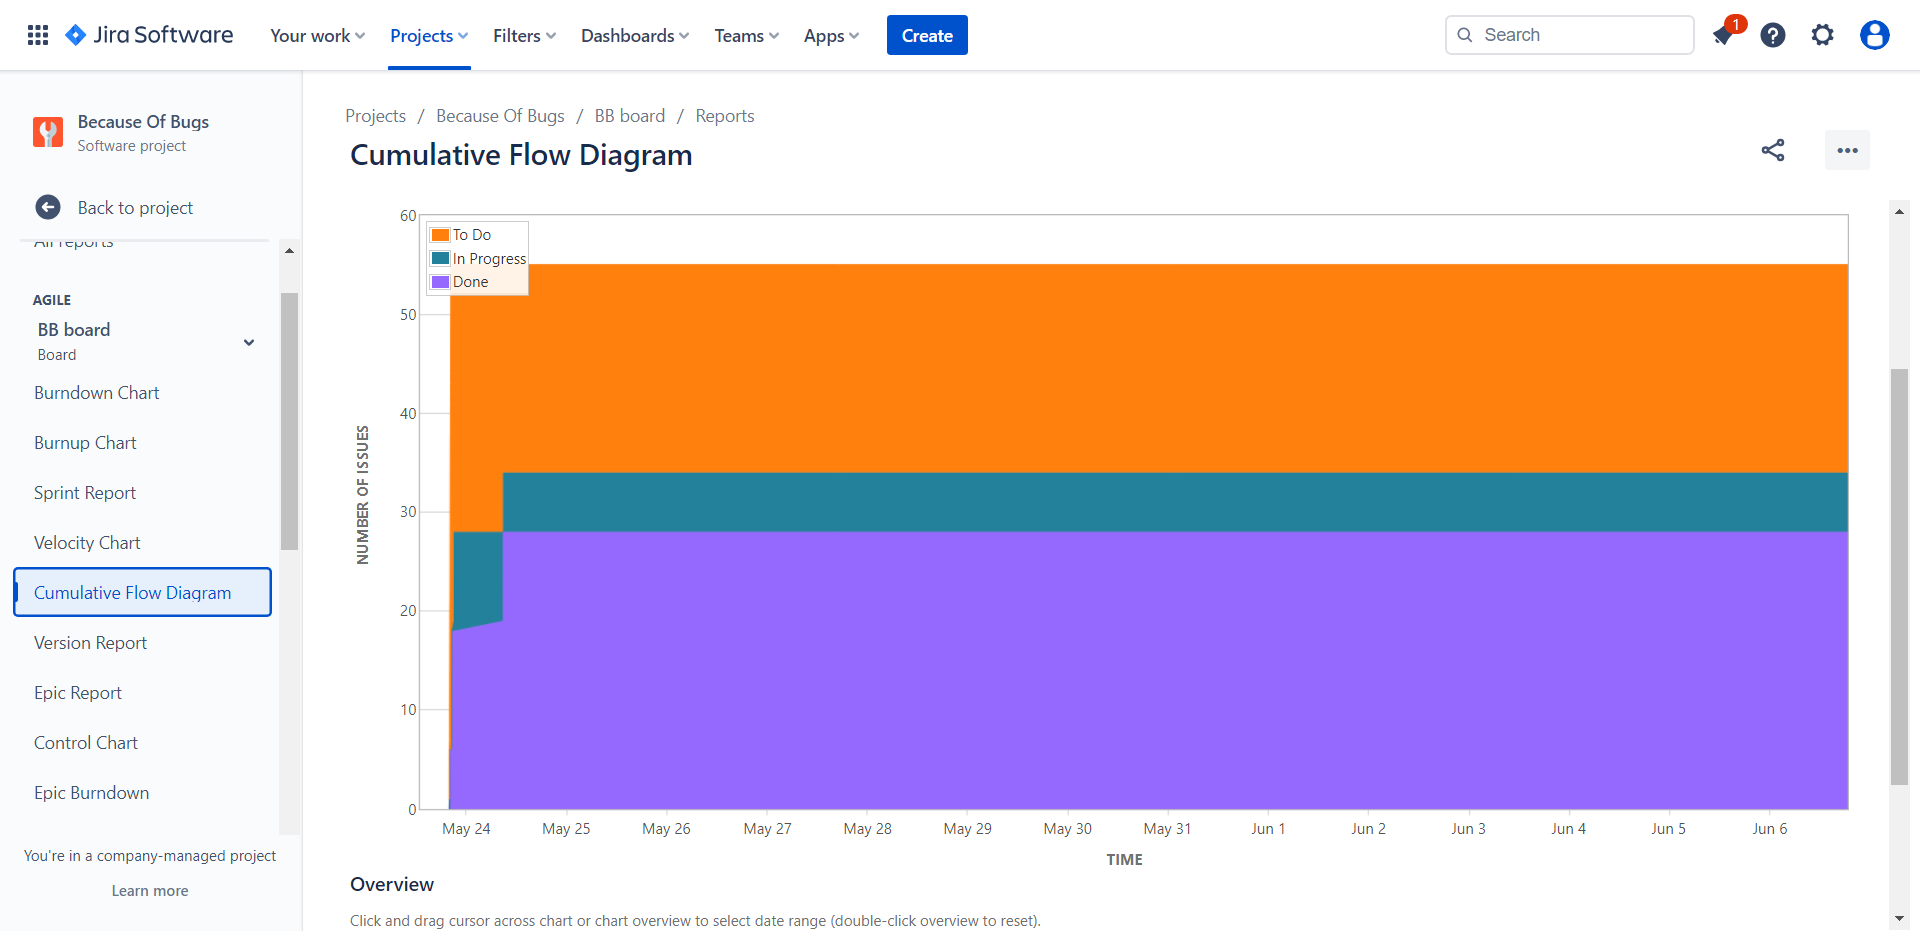 Jira Software
Your work
Projects
Filters
Dashboards
Teams
Apps
Create
Search
1
Because Of Bugs
Software project
Back to project
All reports
AGILE
BB board
Board
Burndown Chart
Burnup Chart
Sprint Report
Velocity Chart
Cumulative Flow Diagram
Version Report
Epic Report
Control Chart
Epic Burndown
You're in a company-managed project
Learn more
Projects / Because Of Bugs / BB board / Reports
Cumulative Flow Diagram
To Do
In Progress
Done
NUMBER OF ISSUES
60
50
40
30
20
10
0
May 24 May 25 May 26 May 27 May 28 May 29 May 30 May 31 Jun 1 Jun 2 Jun 3 Jun 4 Jun 5 Jun 6
TIME
Overview
Click and drag cursor across chart or chart overview to select date range (double-click overview to reset).